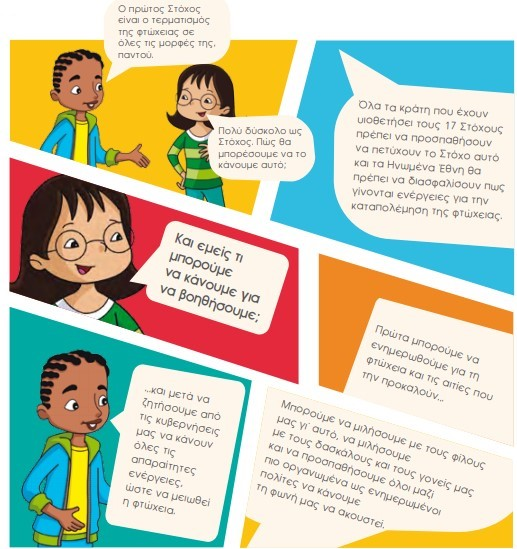 Ο πρώτος Στόχος
είναι ο τερματισμός
της φτώχειας σε
όλες τις μορφές της,
παντού.
Πολύ δύσκολο ως
Στόχος. Πώς θα
μπορέσουμε να το
κάνουμε αυτό;
Όλα τα κράτη που έχουν
υιοθετήσει τους 17 Στόχους
πρέπει να προσπαθήσουν
να πετύχουν το Στόχο αυτό
και τα Ηνωμένα Έθνη θα
πρέπει να διασφαλίσουν πως
γίνονται ενέργειες για την
καταπολέμηση της φτώχειας.
Και εμείς τι
μπορούμε
να κάνουμε για
να βοηθήσουμε;
Πρώτα μπορούμε να
ενημερωθούμε για τη
φτώχεια και τις αιτίες που
την προκαλούν...
...και μετά να
ζητήσουμε από
τις κυβερνήσεις
μας να κάνουν
όλες τις
απαραίτητες
ενέργειες,
ώστε να μειωθεί
η φτώχεια.
Μπορούμε να μιλήσουμε με τους φίλους
μας γι΄ αυτό, να μιλήσουμε
με τους δασκάλους και τους γονείς μας
και να προσπαθήσουμε όλοι μαζί
πιο οργανωμένα ως ενημερωμένοι
πολίτες να κάνουμε
τη φωνή μας να ακουστεί.